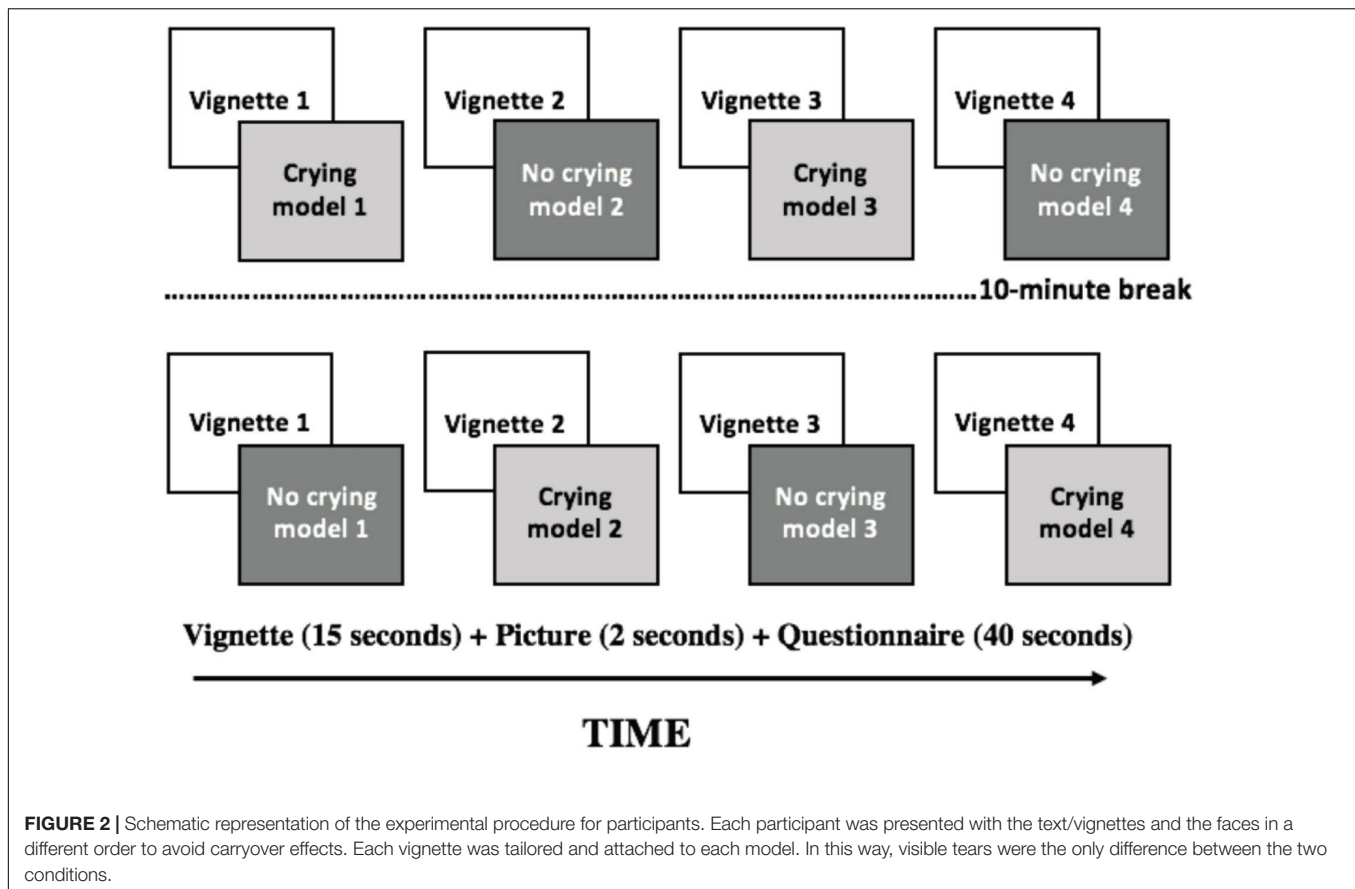 Vignette 1
Vignette 2
Vignette 3
Vignette 4
Crying
model 1
No crying
model 2
Crying
model 3
No crying
model 4
10-minute break
Vignette 1
Vignette 2
Vignette 3
Vignette 4
No crying
model 1
Crying
model 2
No crying
model 3
Crying
model 4
Vignette (15 seconds) + Picture (2 seconds) + Questionnaire (40 seconds)
TIME
FIGURE 2 | Schematic representation of the experimental procedure for participants. Each participant was presented with the text/vignettes and the faces in a
different order to avoid carryover effects. Each vignette was tailored and attached to each model. In this way, visible tears were the only difference between the two
conditions.